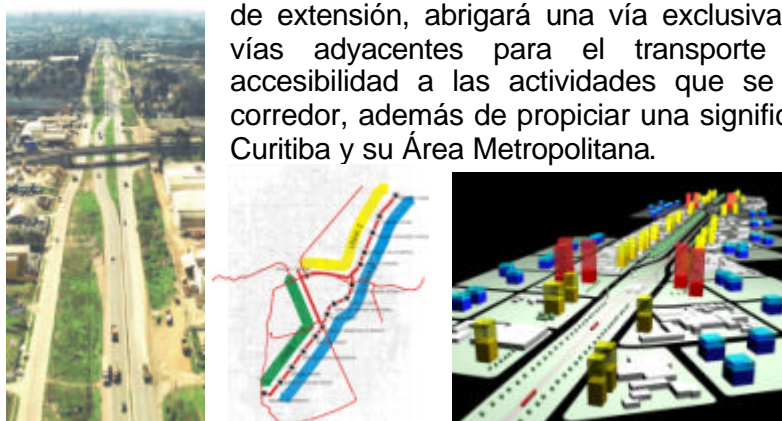 de extensión, abrigará una vía exclusiva
vías adyacentes para el transporte
accesibilidad a las actividades que se
corredor, además de propiciar una signific
Curitiba y su Área Metropolitana.